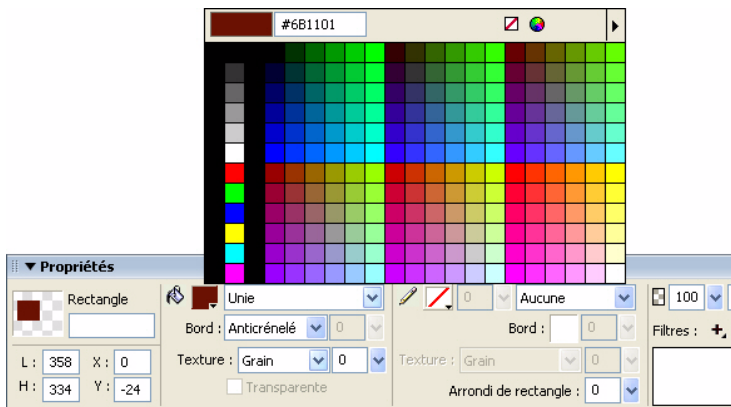 #6B1101
Propriétés
Rectangle
Unie
0
Aucune
100
Bord :
Anticrénelé
0
Bord :
0
Filtres :
L : 358 X : 0
Texture : Grain 0
Texture : Grain 0
H : 334 Y : -24
Transparente
Arrondi de rectangle : 0